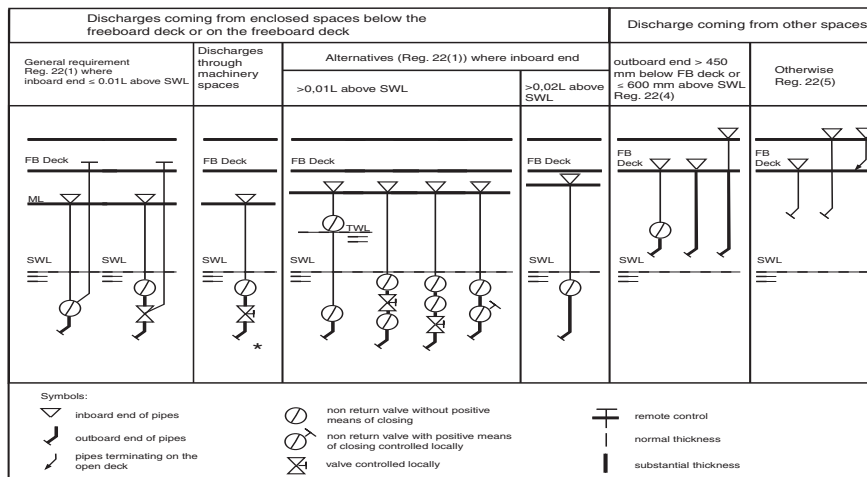 Discharges coming from enclosed spaces below the
freeboard deck or on the freeboard deck
Discharge coming from other spaces
General requirement
Reg. 22(1) where
inboard end ≤ 0.01L above SWL
Discharges
through
machinery
spaces
Alternatives (Reg. 22(1)) where inboard end
>0,01L above SWL
>0,02L above
SWL
outboard end > 450
mm below FB deck or
≤ 600 mm above SWL
Reg. 22(4)
Otherwise
Reg. 22(5)
FB Deck
FB Deck
FB Deck
FB Deck
FB
Deck
FB
Deck
ML
TWL
SWL
SWL
SWL
SWL
SWL
SWL
SWL
*
Symbols:
inboard end of pipes
outboard end of pipes
pipes terminating on the
open deck
non return valve without positive
means of closing
non return valve with positive means
of closing controlled locally
valve controlled locally
remote control
normal thickness
substantial thickness